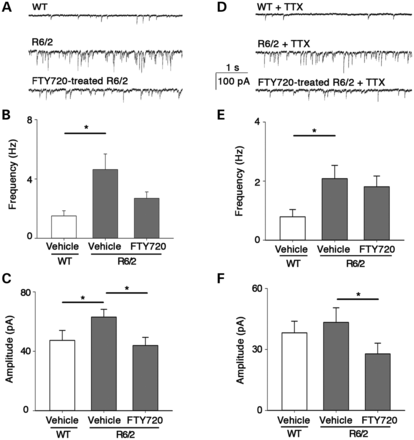 A
WT
R6/2
FTY720-treated R6/2
B
Frequency (Hz)
8
4
0
*
Vehicle Vehicle FTY720
WT R6/2
C
Amplitude (pA)
80
40
0
* *
Vehicle Vehicle FTY720
WT R6/2
D
WT + TTX
R6/2 + TTX
1 s
100 pA
FTY720-treated R6/2 + TTX
E
Frequency (Hz)
4
2
0
*
Vehicle Vehicle FTY720
WT R6/2
F
Amplitude (pA)
60
30
0
*
Vehicle Vehicle FTY720
WT R6/2